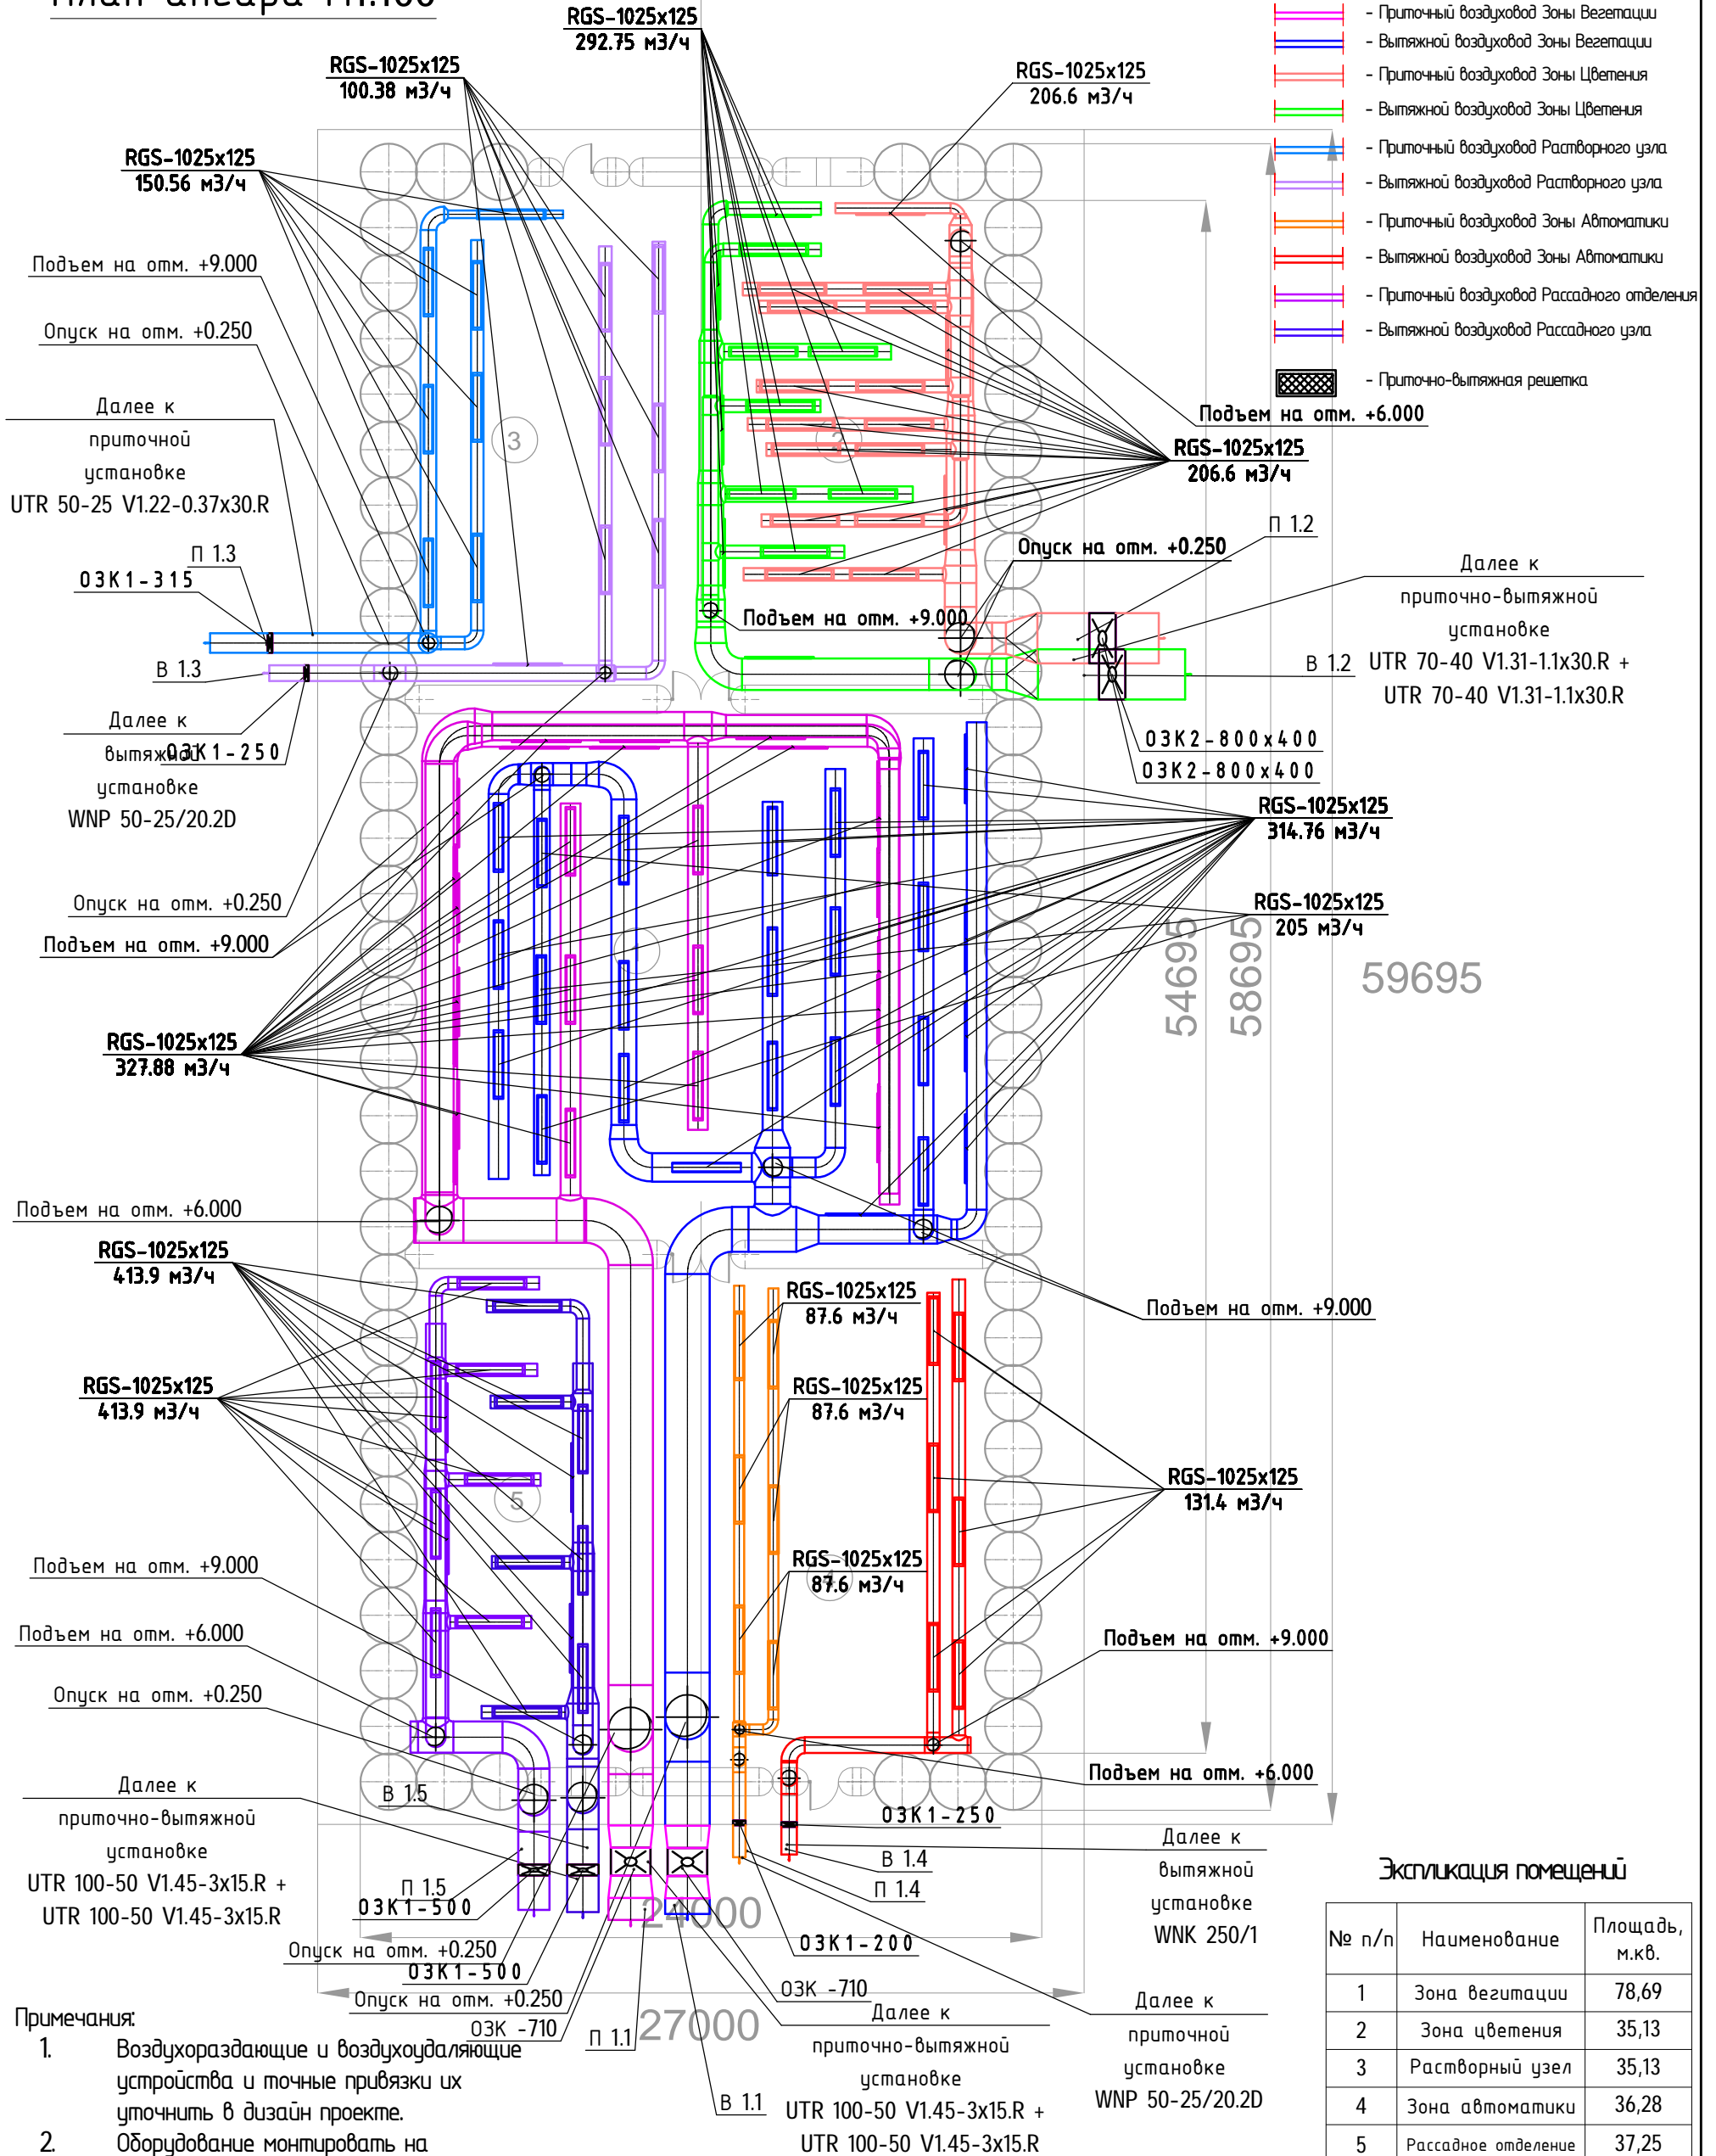 План ангара М1:100
RGS-1025x125
292.75 м3/ч
RGS-1025x125
100.38 м3/ч
RGS-1025x125
206.6 м3/ч
RGS-1025x125
150.56 м3/ч
- Приточный воздуховод Зоны Вегетации
- Вытяжной воздуховод Зоны Вегетации
- Приточный воздуховод Зоны Цветения
- Вытяжной воздуховод Зоны Цветения
- Приточный воздуховод Растворного узла
- Вытяжной воздуховод Растворного узла
- Приточный воздуховод Зоны Автоматики
- Вытяжной воздуховод Зоны Автоматики
- Приточный воздуховод Рассадного отделения
- Вытяжной воздуховод Рассадного узла
- Приточно-вытяжная решетка
Подъем на отм. +9.000
Опуск на отм. +0.250
Далее к
приточной
установке
UTR 50-25 V1.22-0.37x30.R
П 1.3
ОЗК1-315
3
2
Подъем на отм. +6.000
RGS-1025x125
206.6 м3/ч
П 1.2
Опуск на отм. +0.250
Далее к
приточно-вытяжной
установке
UTR 70-40 V1.31-1.1x30.R +
UTR 70-40 V1.31-1.1x30.R
Подъем на отм. +9.000
В 1.3
В 1.2
Далее к
вытяжной
установке
WNP 50-25/20.2D
ОЗК1-250
ОЗК2-800x400
ОЗК2-800x400
RGS-1025x125
314.76 м3/ч
Опуск на отм. +0.250
Подъем на отм. +9.000
RGS-1025x125
205 м3/ч
54695
58695
59695
RGS-1025x125
327.88 м3/ч
Подъем на отм. +6.000
RGS-1025x125
413.9 м3/ч
RGS-1025x125
87.6 м3/ч
Подъем на отм. +9.000
RGS-1025x125
413.9 м3/ч
RGS-1025x125
87.6 м3/ч
RGS-1025x125
131.4 м3/ч
5
4
RGS-1025x125
87.6 м3/ч
Подъем на отм. +9.000
Подъем на отм. +6.000
Подъем на отм. +9.000
Опуск на отм. +0.250
Подъем на отм. +6.000
Далее к
приточно-вытяжной
установке
UTR 100-50 V1.45-3x15.R +
UTR 100-50 V1.45-3x15.R
В 1.5
П 1.5
ОЗК1-500
ОЗК1-250
В 1.4
П 1.4
Далее к
вытяжной
установке
WNK 250/1
24000
ОЗК1-200
Опуск на отм. +0.250
ОЗК1-500
Опуск на отм. +0.250
ОЗК -710
ОЗК -710
П 1.1
27000
В 1.1
Далее к
приточно-вытяжной
установке
UTR 100-50 V1.45-3x15.R +
UTR 100-50 V1.45-3x15.R
Далее к
приточной
установке
WNP 50-25/20.2D
Экспликация помещений
№ п/п Наименование Площадь, м.кв.
1 Зона вегитации 78,69
2 Зона цветения 35,13
3 Растворный узел 35,13
4 Зона автоматики 36,28
5 Рассадное отделение 37,25
Примечания:
1. Воздухораздающие и воздухоудаляющие
устройства и точные привязки их
уточнить в дизайн проекте.
2. Оборудование монтировать на